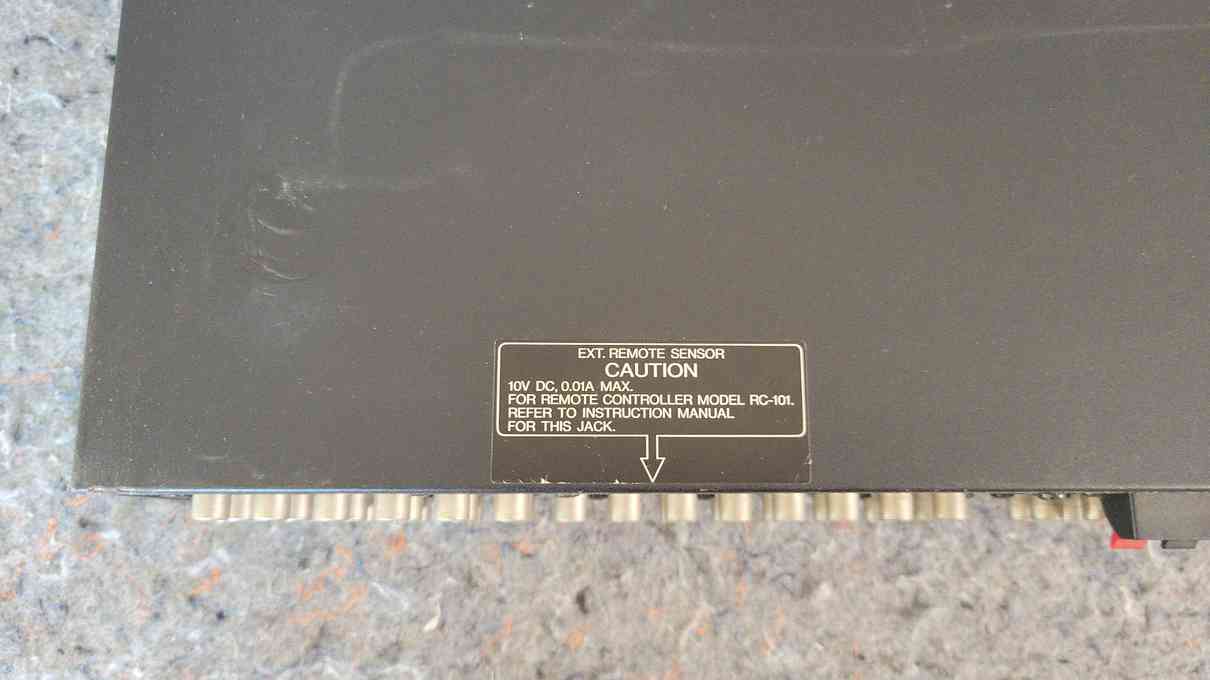 EXT. REMOTE SENSOR
CAUTION
10V DC, 0.01A MAX.
FOR REMOTE CONTROLLER MODEL RC-101.
REFER TO INSTRUCTION MANUAL
FOR THIS JACK.